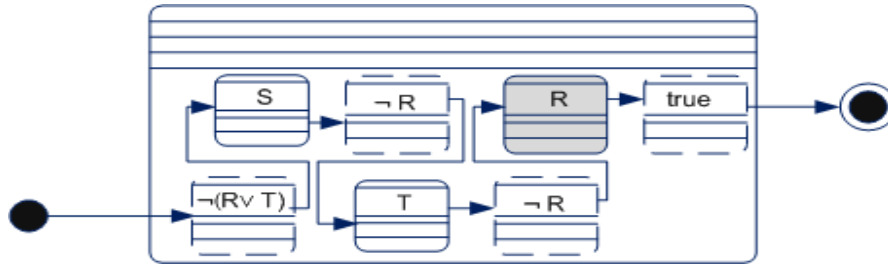 S
¬ R
R
true
¬(R∨ T)
T
¬ R